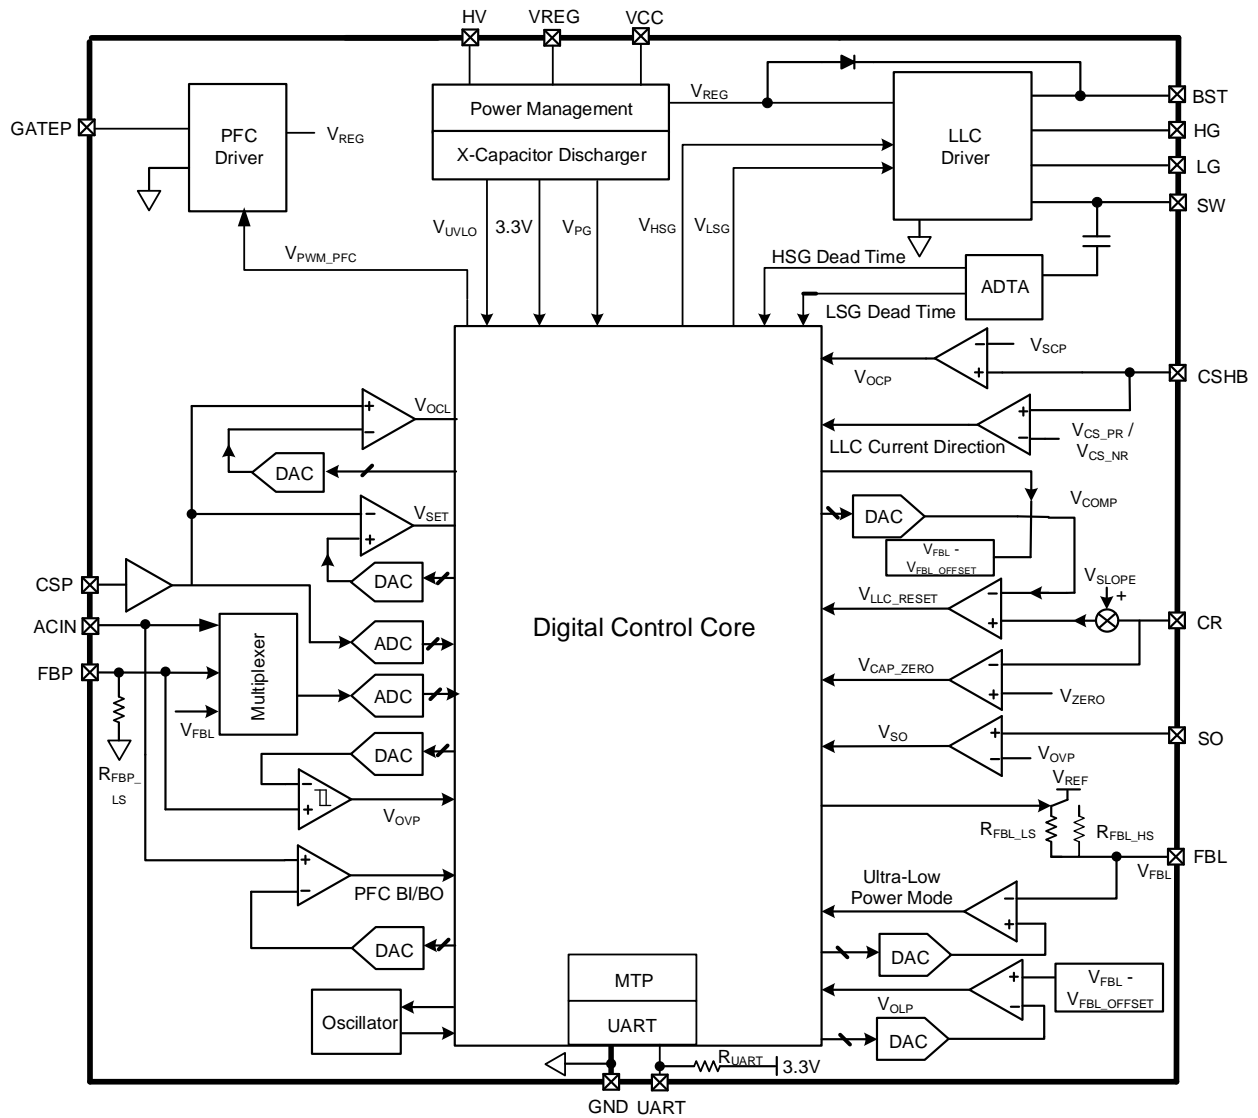 HV VREG VCC
Power Management
X-Capacitor Discharger
VREG
GATEP
PFC
Driver
VREG
LLC
Driver
BST
HG
LG
SW
VUVLO 3.3V VPG VHSG VLSG
VPWM_PFC
HSG Dead Time
ADTA
LSG Dead Time
+
-
VOCL
DAC
-
+
VSET
DAC
CSP
ACIN
FBP
Multiplexer
VFBL
RFBP_
LS
ADC
ADC
DAC
-
+
VOVP
+
-
PFC BI/BO
DAC
Oscillator
Digital Control Core
MTP
UART
RUART
3.3V
GND UART
-
+
VSCP
VOCP
CSHB
+
-
VCS_PR /
VCS_NR
LLC Current Direction
VCOMP
DAC
VFBL -
VFBL_OFFSET
VSLOPE
+
VLLC_RESET
-
+
CR
VCAP_ZERO
-
+
VZERO
VSO
+
-
VOVP
SO
VREF
RFBL_LS
RFBL_HS
VFBL
FBL
Ultra-Low
Power Mode
-
+
DAC
+
-
VFBL -
VFBL_OFFSET
VOLP
DAC